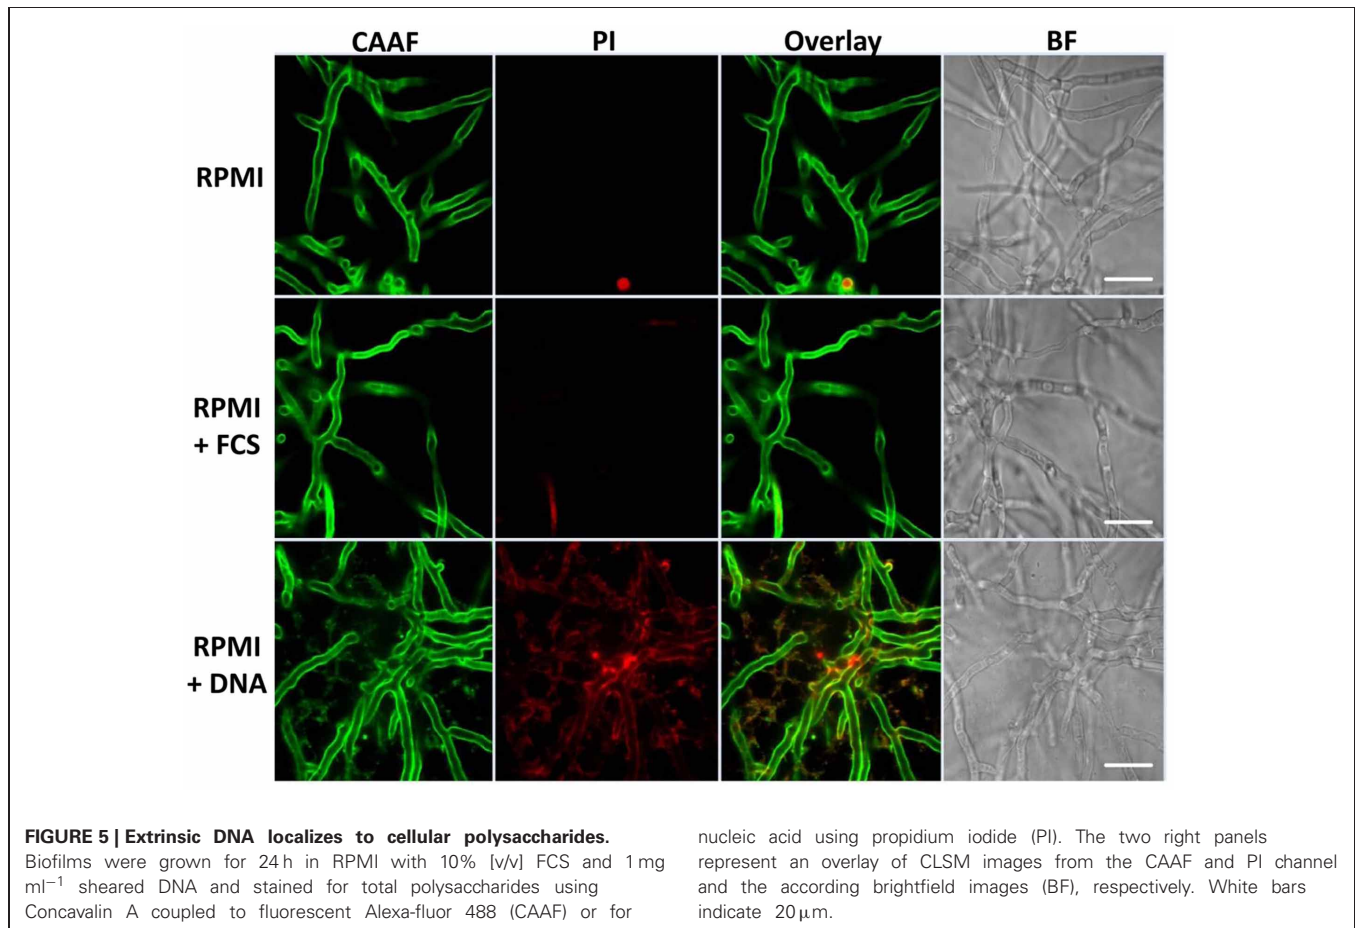 CAAF PI Overlay BF
RPMI
RPMI
+ FCS
RPMI
+ DNA
FIGURE 5 | Extrinsic DNA localizes to cellular polysaccharides.
Biofilms were grown for 24 h in RPMI with 10% [v/v] FCS and 1 mg
ml⁻¹ sheared DNA and stained for total polysaccharides using
Concavalin A coupled to fluorescent Alexa-fluor 488 (CAAF) or for
nucleic acid using propidium iodide (PI). The two right panels
represent an overlay of CLSM images from the CAAF and PI channel
and the according brightfield images (BF), respectively. White bars
indicate 20 μm.